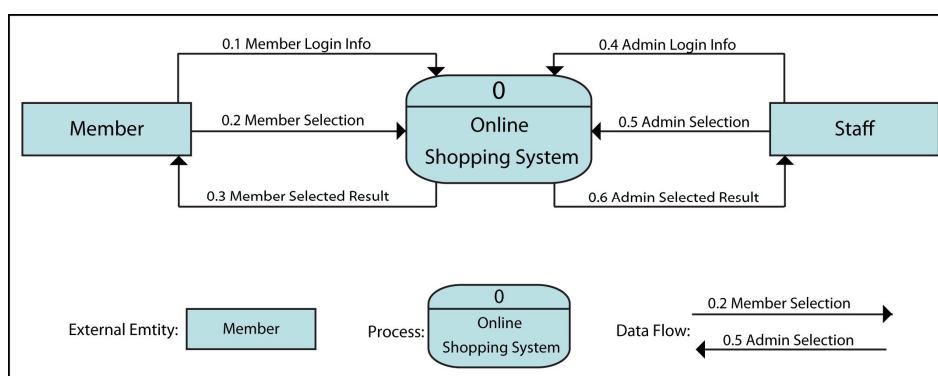 0.1 Member Login Info
0.4 Admin Login Info
0
Member
0.2 Member Selection
Online
Shopping System
0.5 Admin Selection
Staff
0.3 Member Selected Result
0.6 Admin Selected Result
External Emtity:
Member
Process:
0
Online
Shopping System
Data Flow:
0.2 Member Selection
0.5 Admin Selection